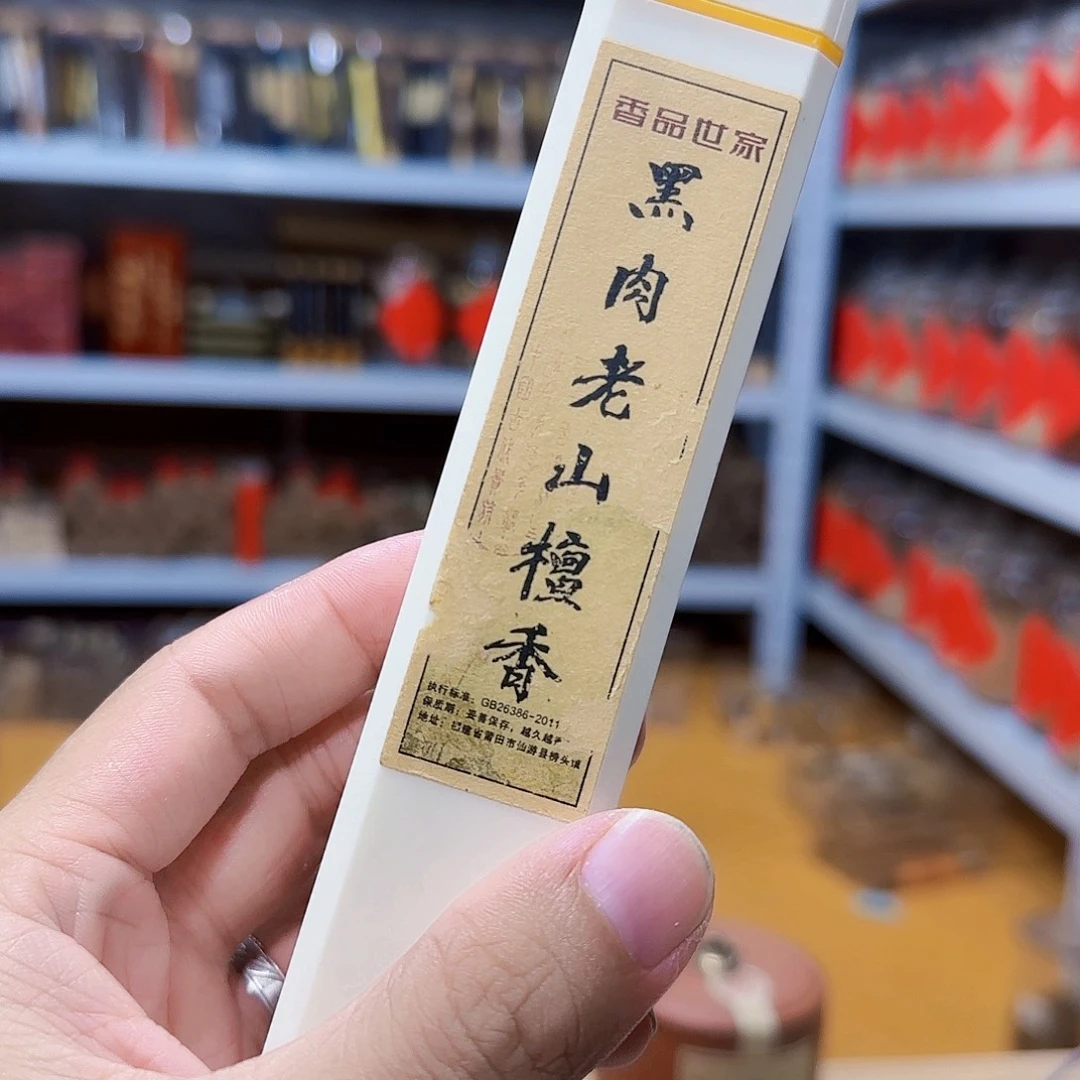 香品世家
黑肉老山檀香
执行标准：GB26386-2011
保质期：妥善保存，越久越
地址：福建省莆田市仙游县榜头镇